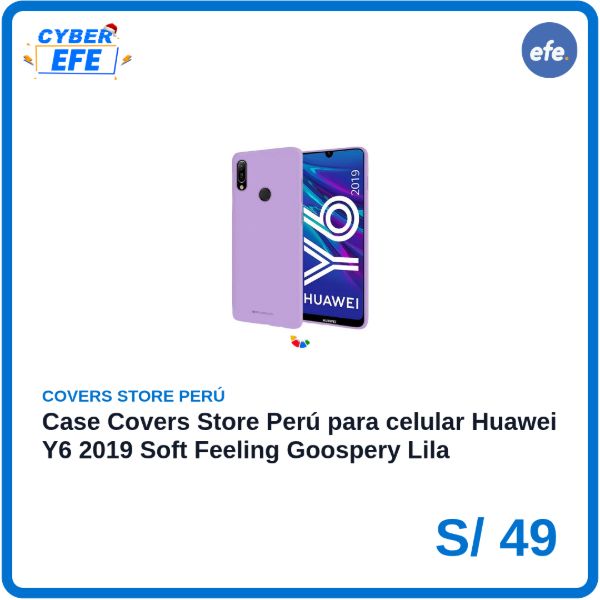 CYBER
EFE
efe.
2019
Y6
HUAWEI
HUAWEI
COVERS STORE PERÚ
Case Covers Store Perú para celular Huawei
Y6 2019 Soft Feeling Goospery Lila
S/ 49